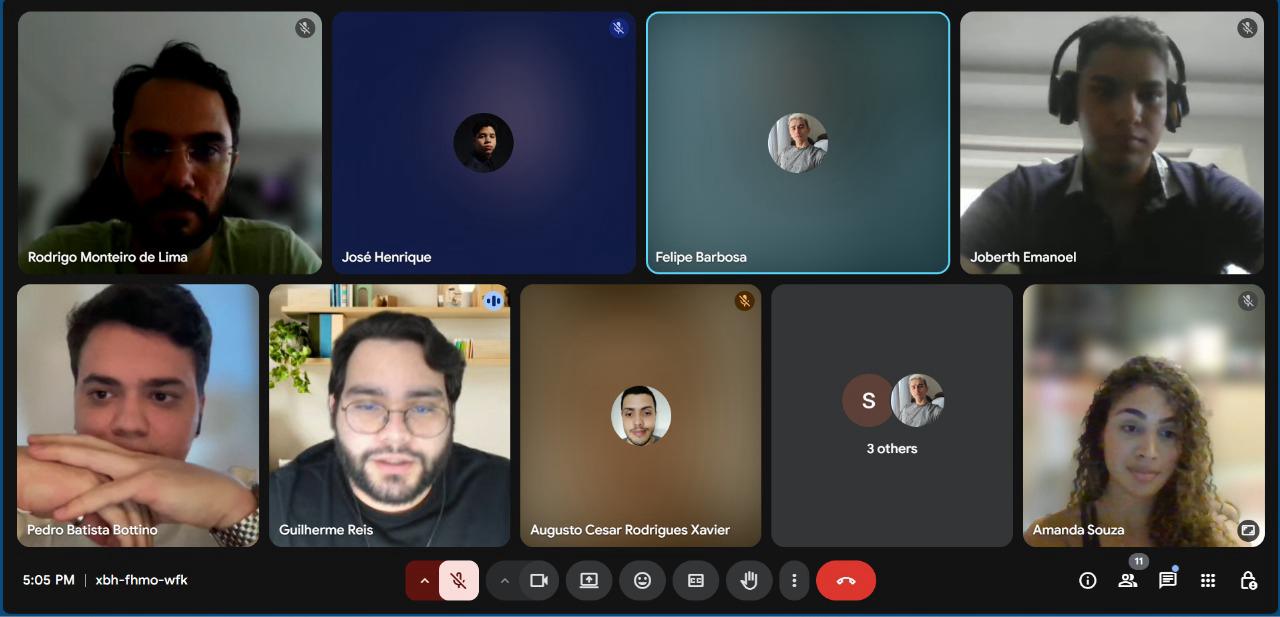 Rodrigo Monteiro de Lima
José Henrique
Felipe Barbosa
Joberth Emanoel
Pedro Batista Bottino
Guilherme Reis
Augusto Cesar Rodrigues Xavier
S
3 others
Amanda Souza
5:05 PM | xbh-fhmo-wfk
CC
11